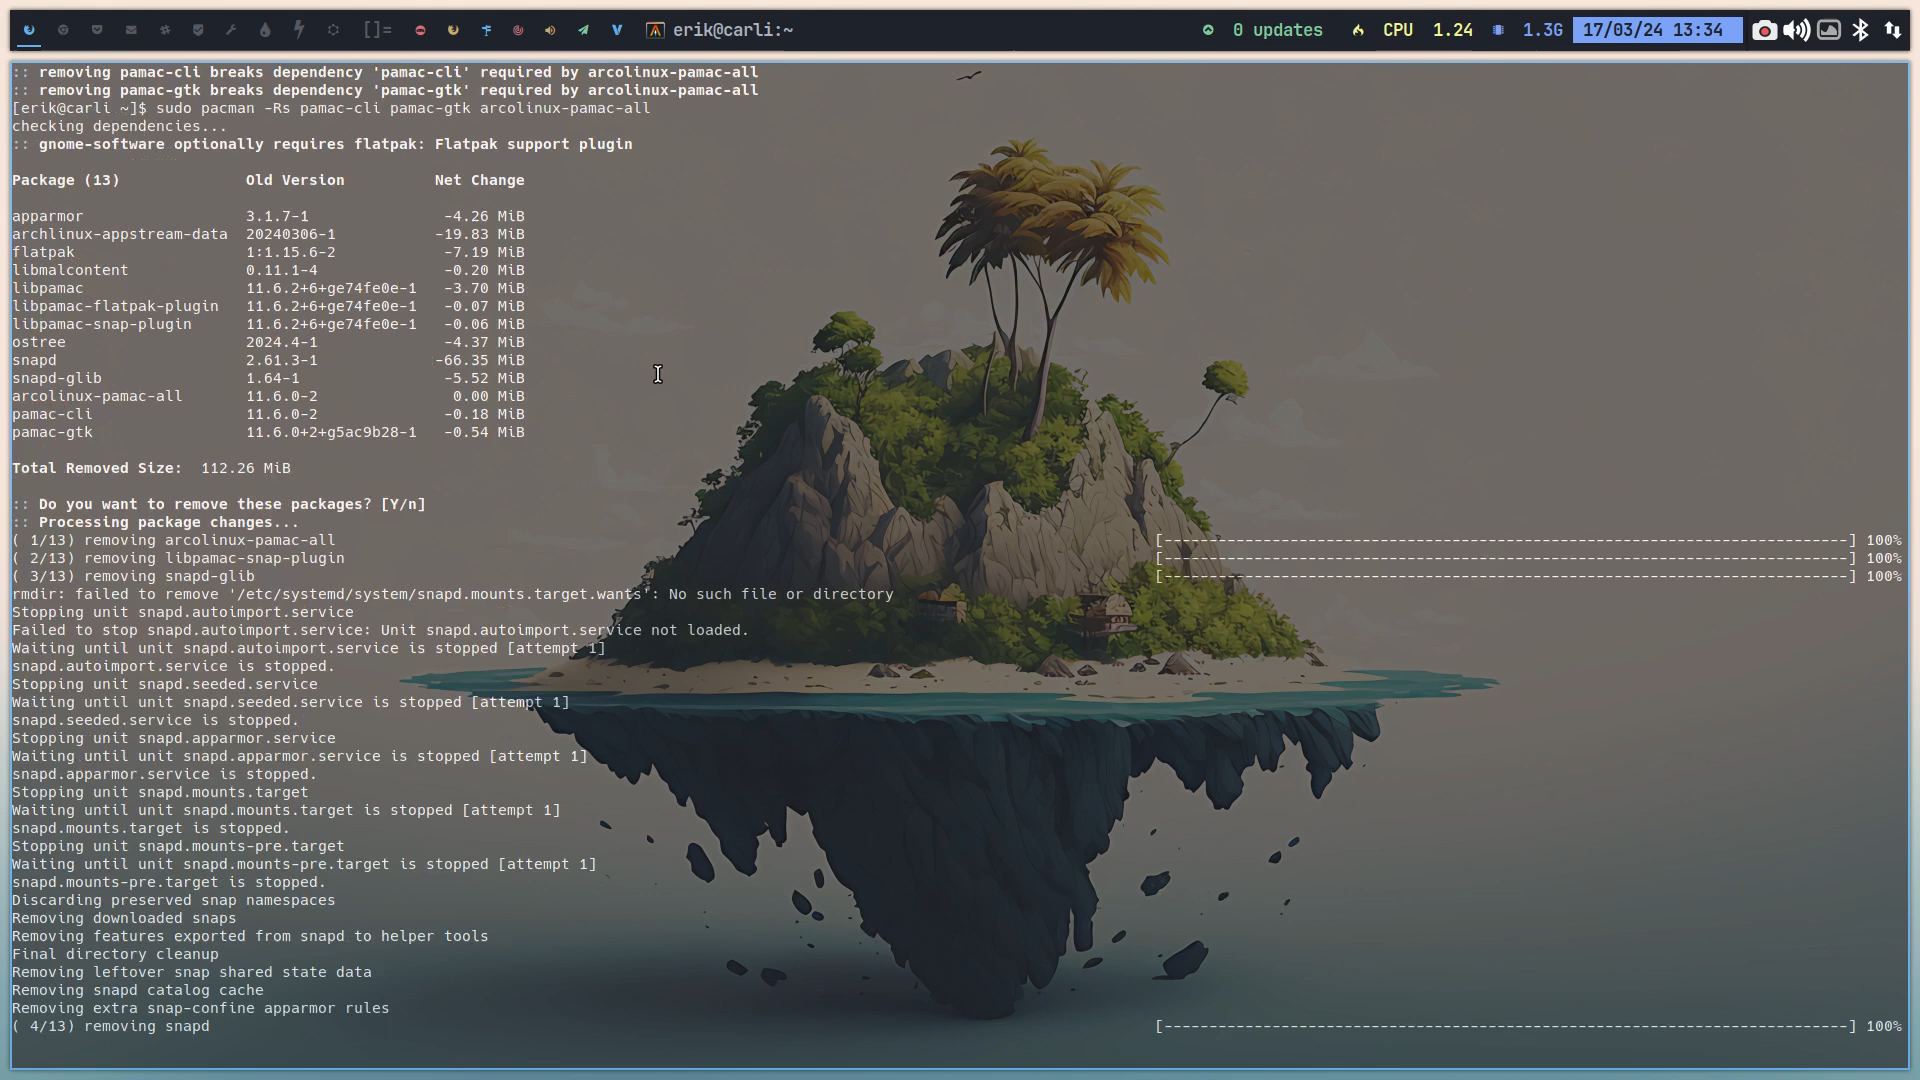 []= erik@carli:~ 0 updates CPU 1.24 1.3G 17/03/24 13:34
:: removing pamac-cli breaks dependency 'pamac-cli' required by arcolinux-pamac-all
:: removing pamac-gtk breaks dependency 'pamac-gtk' required by arcolinux-pamac-all
[erik@carli ~]$ sudo pacman -Rs pamac-cli pamac-gtk arcolinux-pamac-all
checking dependencies...
:: gnome-software optionally requires flatpak: Flatpak support plugin
Package (13) Old Version Net Change
apparmor 3.1.7-1 -4.26 MiB
archlinux-appstream-data 20240306-1 -19.83 MiB
flatpak 1:1.15.6-2 -7.19 MiB
libmalcontent 0.11.1-4 -0.20 MiB
libpamac 11.6.2+6+ge74fe0e-1 -3.70 MiB
libpamac-flatpak-plugin 11.6.2+6+ge74fe0e-1 -0.07 MiB
libpamac-snap-plugin 11.6.2+6+ge74fe0e-1 -0.06 MiB
ostree 2024.4-1 -4.37 MiB
snapd 2.61.3-1 -66.35 MiB
snapd-glib 1.64-1 -5.52 MiB
arcolinux-pamac-all 11.6.0-2 0.00 MiB
pamac-cli 11.6.0-2 -0.18 MiB
pamac-gtk 11.6.0+2+g5ac9b28-1 -0.54 MiB
Total Removed Size: 112.26 MiB
:: Do you want to remove these packages? [Y/n]
:: Processing package changes...
( 1/13) removing arcolinux-pamac-all [----------------------------------------------------------------------------] 100%
( 2/13) removing libpamac-snap-plugin [----------------------------------------------------------------------------] 100%
( 3/13) removing snapd-glib [----------------------------------------------------------------------------] 100%
rmdir: failed to remove '/etc/systemd/system/snapd.mounts.target.wants': No such file or directory
Stopping unit snapd.autoimport.service
Failed to stop snapd.autoimport.service: Unit snapd.autoimport.service not loaded.
Waiting until unit snapd.autoimport.service is stopped [attempt 1]
snapd.autoimport.service is stopped.
Stopping unit snapd.seeded.service
Waiting until unit snapd.seeded.service is stopped [attempt 1]
snapd.seeded.service is stopped.
Stopping unit snapd.apparmor.service
Waiting until unit snapd.apparmor.service is stopped [attempt 1]
snapd.apparmor.service is stopped.
Stopping unit snapd.mounts.target
Waiting until unit snapd.mounts.target is stopped [attempt 1]
snapd.mounts.target is stopped.
Stopping unit snapd.mounts-pre.target
Waiting until unit snapd.mounts-pre.target is stopped [attempt 1]
snapd.mounts-pre.target is stopped.
Discarding preserved snap namespaces
Removing downloaded snaps
Removing features exported from snapd to helper tools
Final directory cleanup
Removing leftover snap shared state data
Removing snapd catalog cache
Removing extra snap-confine apparmor rules
( 4/13) removing snapd [----------------------------------------------------------------------------] 100%